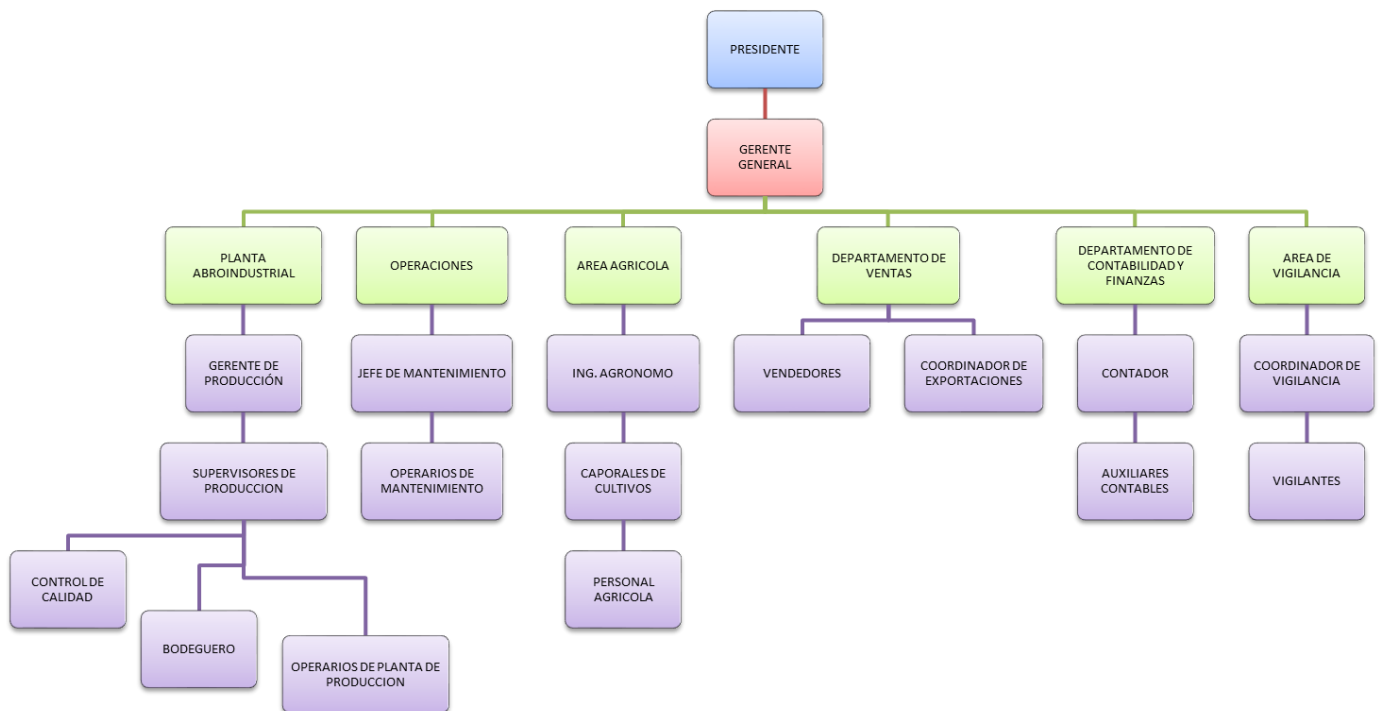 PRESIDENTE
GERENTE
GENERAL
PLANTA
ABROINDUSTRIAL
OPERACIONES
AREA AGRICOLA
DEPARTAMENTO DE
VENTAS
DEPARTAMENTO DE
CONTABILIDAD Y
FINANZAS
AREA DE
VIGILANCIA
GERENTE DE
PRODUCCIÓN
JEFE DE MANTENIMIENTO
ING. AGRONOMO
VENDEDORES
COORDINADOR DE
EXPORTACIONES
CONTADOR
COORDINADOR DE
VIGILANCIA
SUPERVISORES DE
PRODUCCION
OPERARIOS DE
MANTENIMIENTO
CAPORALES DE
CULTIVOS
AUXILIARES
CONTABLES
VIGILANTES
CONTROL DE
CALIDAD
BODEGUERO
OPERARIOS DE PLANTA DE
PRODUCCION
PERSONAL
AGRICOLA